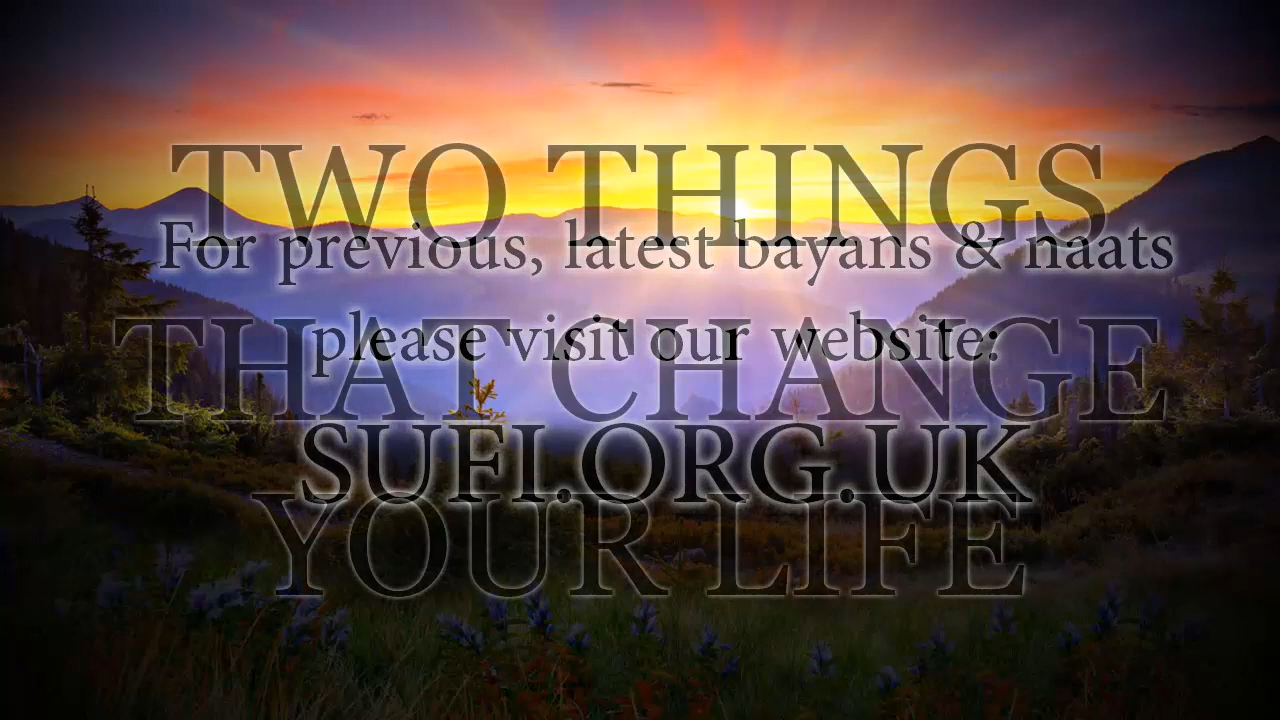 TWO THINGS
For previous, latest bayans & naats
THAT CHANGE
please visit our website:
SUFI.ORG.UK
YOUR LIFE